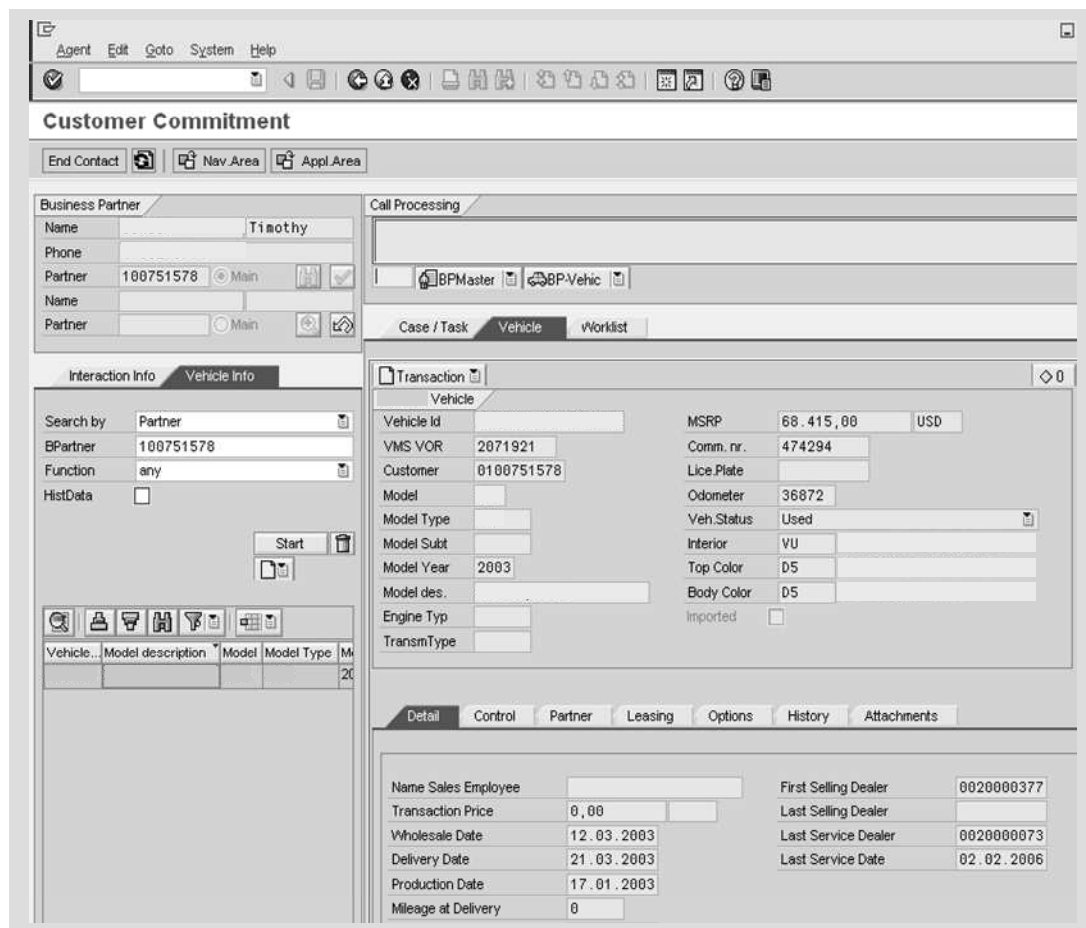 Agent Edit Goto System Help
Customer Commitment
End Contact Nav.Area Appl.Area
Business Partner
Name Timothy
Phone
Partner 100751578 Main
Name
Partner Main
Call Processing
BPMaster BP-Vehic
Case / Task Vehicle Worklist
Interaction Info Vehicle Info
Search by Partner
BPartner 100751578
Function any
HistData
Start
Vehicle... Model description Model Model Type
Transaction 0
Vehicle
Vehicle Id MSRP 68.415,00 USD
VMS VOR 2071921 Comm. nr. 474294
Customer 0100751578 Lice.Plate
Model Odometer 36872
Model Type Veh.Status Used
Model Subt Interior VU
Model Year 2003 Top Color D5
Model des. Body Color D5
Engine Typ Imported
TransmType
Detail Control Partner Leasing Options History Attachments
Name Sales Employee First Selling Dealer 0020000377
Transaction Price 0,00 Last Selling Dealer
Wholesale Date 12.03.2003 Last Service Dealer 0020000073
Delivery Date 21.03.2003 Last Service Date 02.02.2006
Production Date 17.01.2003
Mileage at Delivery 0